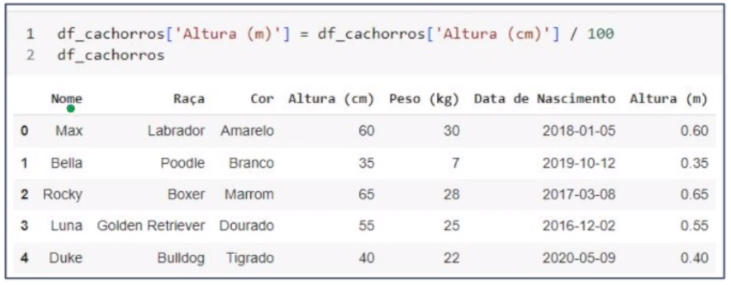 1 df_cachorros['Altura (m)'] = df_cachorros['Altura (cm)'] / 100
2 df_cachorros
Nome Raça Cor Altura (cm) Peso (kg) Data de Nascimento Altura (m)
0 Max Labrador Amarelo 60 30 2018-01-05 0.60
1 Bella Poodle Branco 35 7 2019-10-12 0.35
2 Rocky Boxer Marrom 65 28 2017-03-08 0.65
3 Luna Golden Retriever Dourado 55 25 2016-12-02 0.55
4 Duke Bulldog Tigrado 40 22 2020-05-09 0.40